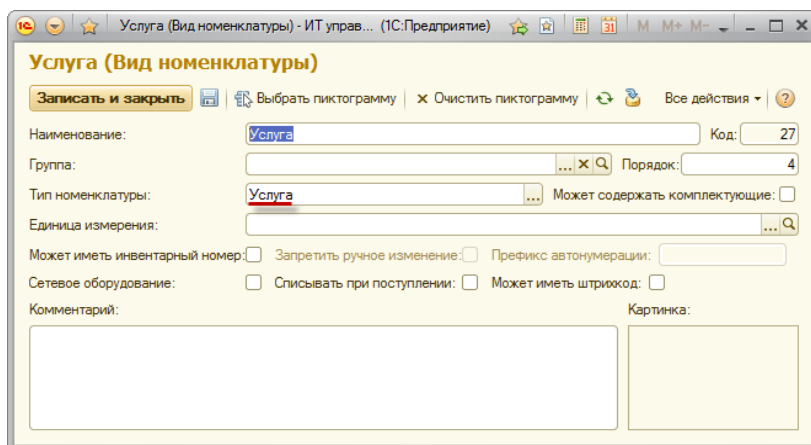 1С Услуга (Вид номенклатуры) - ИТ управ... (1С:Предприятие) 31 M M+ M-
Услуга (Вид номенклатуры)
Записать и закрыть Выбрать пиктограмму Очистить пиктограмму Все действия ?
Наименование: Услуга Код: 27
Группа: ... Порядок: 4
Тип номенклатуры: Услуга ... Может содержать комплектующие:
Единица измерения: ...
Может иметь инвентарный номер: Запретить ручное изменение: Префикс автонумерации:
Сетевое оборудование: Списывать при поступлении: Может иметь штрихкод:
Комментарий: Картинка: